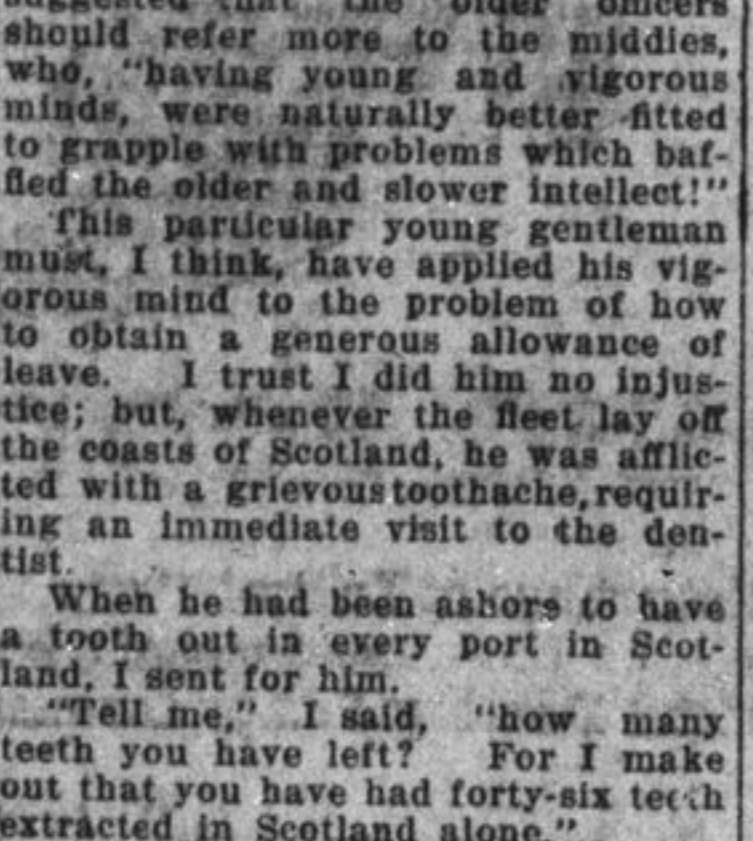 suggested that the older officers
should refer more to the middies,
who, "having young and vigorous
minds, were naturally better fitted
to grapple with problems which baf-
fled the older and slower intellect!"
This particular young gentleman
must, I think, have applied his vig-
orous mind to the problem of how
to obtain a generous allowance of
leave. I trust I did him no injus-
tice; but, whenever the fleet lay off
the coasts of Scotland, he was afflic-
ted with a grievous toothache, requir-
ing an immediate visit to the den-
tist.
When he had been ashore to have
a tooth out in every port in Scot-
land, I sent for him.
"Tell me," I said, "how many
teeth you have left? For I make
out that you have had forty-six teeth
extracted in Scotland alone."